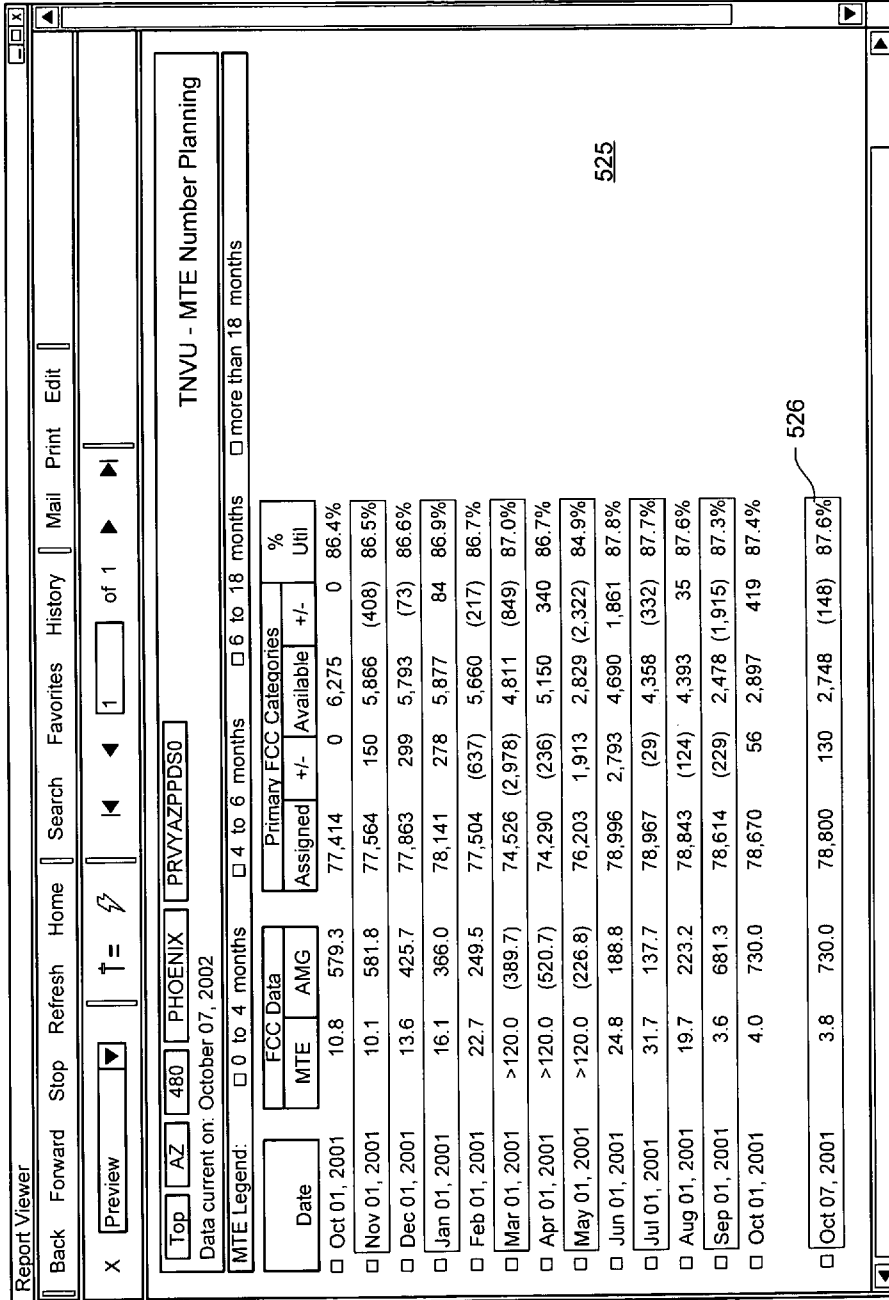 Report Viewer
Back Forward Stop Refresh Home Search Favorites History Mail Print Edit
X Preview 1 of 1
Top AZ 480 PHOENIX PRVYAZPPDS0
TNVU - MTE Number Planning
Data current on: October 07, 2002
MTE Legend: 0 to 4 months 4 to 6 months 6 to 18 months more than 18 months
FCC Data Primary FCC Categories %
Date MTE AMG Assigned +/- Available +/- Util
Oct 01, 2001 10.8 579.3 77,414 0 6,275 0 86.4%
Nov 01, 2001 10.1 581.8 77,564 150 5,866 (408) 86.5%
Dec 01, 2001 13.6 425.7 77,863 299 5,793 (73) 86.6%
Jan 01, 2001 16.1 366.0 78,141 278 5,877 84 86.9%
Feb 01, 2001 22.7 249.5 77,504 (637) 5,660 (217) 86.7%
Mar 01, 2001 >120.0 (389.7) 74,526 (2,978) 4,811 (849) 87.0%
Apr 01, 2001 >120.0 (520.7) 74,290 (236) 5,150 340 86.7%
May 01, 2001 >120.0 (226.8) 76,203 1,913 2,829 (2,322) 84.9%
Jun 01, 2001 24.8 188.8 78,996 2,793 4,690 1,861 87.8%
Jul 01, 2001 31.7 137.7 78,967 (29) 4,358 (332) 87.7%
Aug 01, 2001 19.7 223.2 78,843 (124) 4,393 35 87.6%
Sep 01, 2001 3.6 681.3 78,614 (229) 2,478 (1,915) 87.3%
Oct 01, 2001 4.0 730.0 78,670 56 2,897 419 87.4%
Oct 07, 2001 3.8 730.0 78,800 130 2,748 (148) 87.6%
525
526